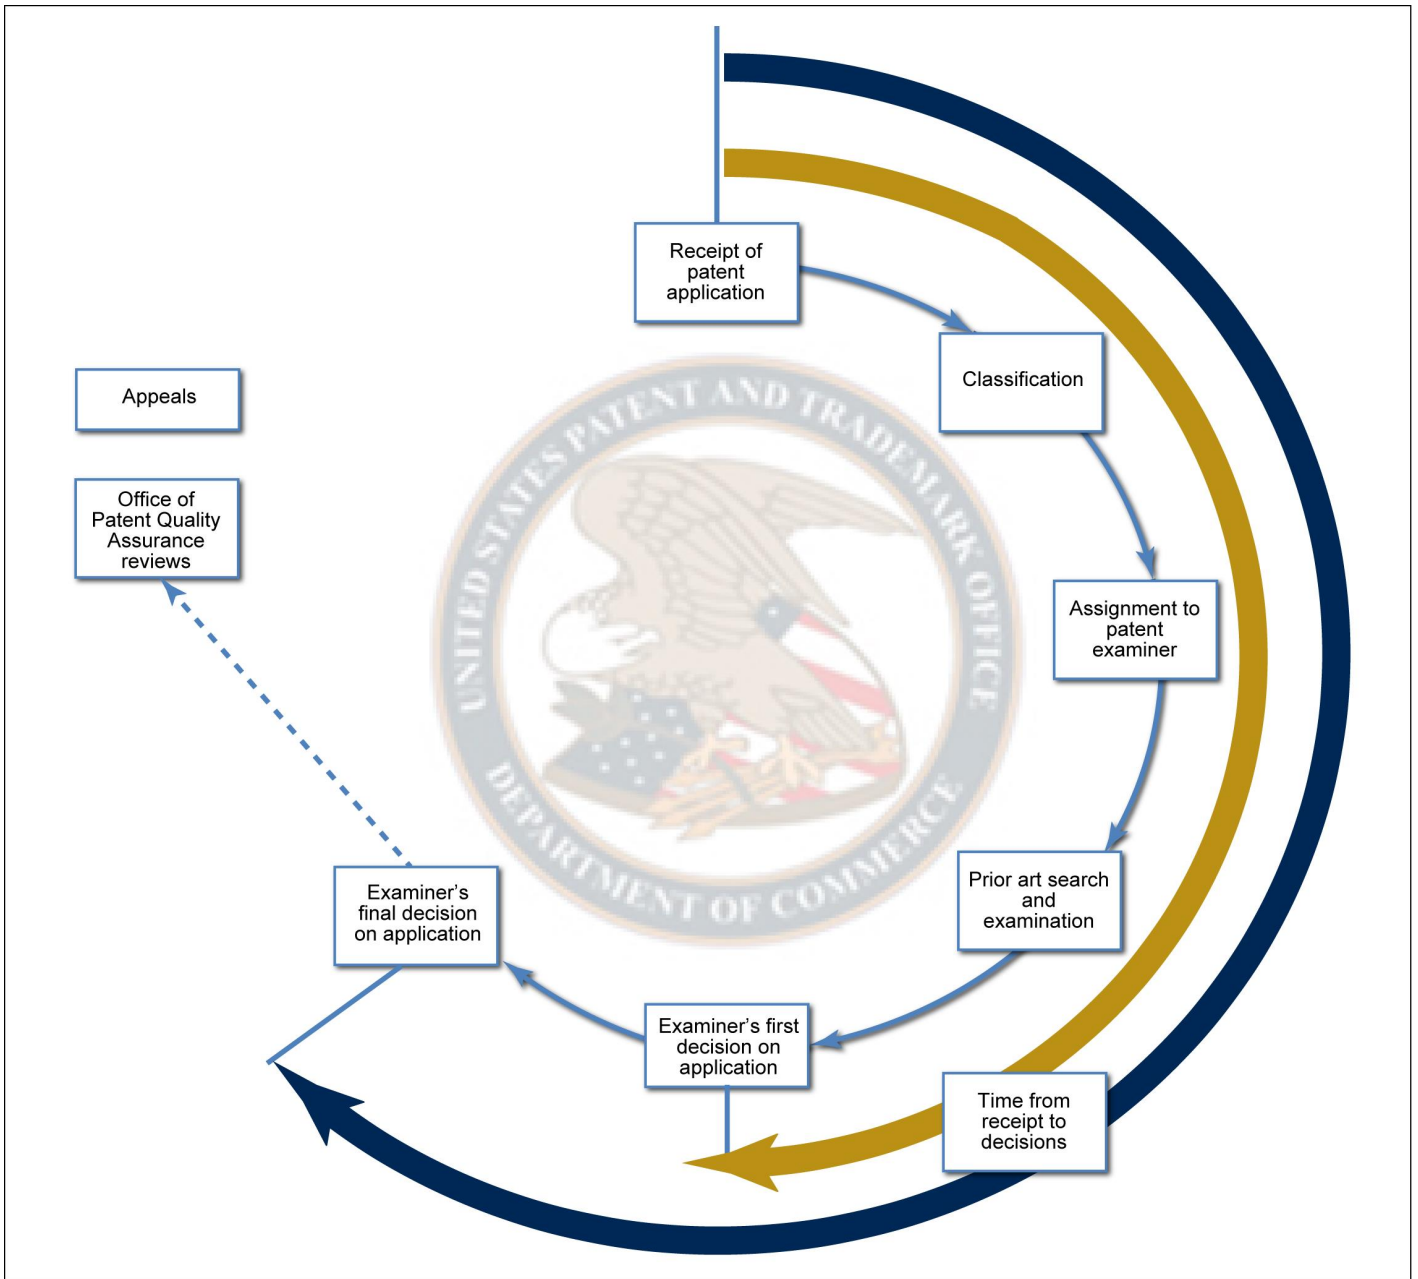 Receipt of
patent
application
Classification
Appeals
Office of
Patent Quality
Assurance
reviews
Assignment to
patent
examiner
Prior art search
and
examination
Examiner’s
final decision
on application
Examiner’s first
decision on
application
Time from
receipt to
decisions
UNITED STATES PATENT AND TRADEMARK OFFICE
DEPARTMENT OF COMMERCE